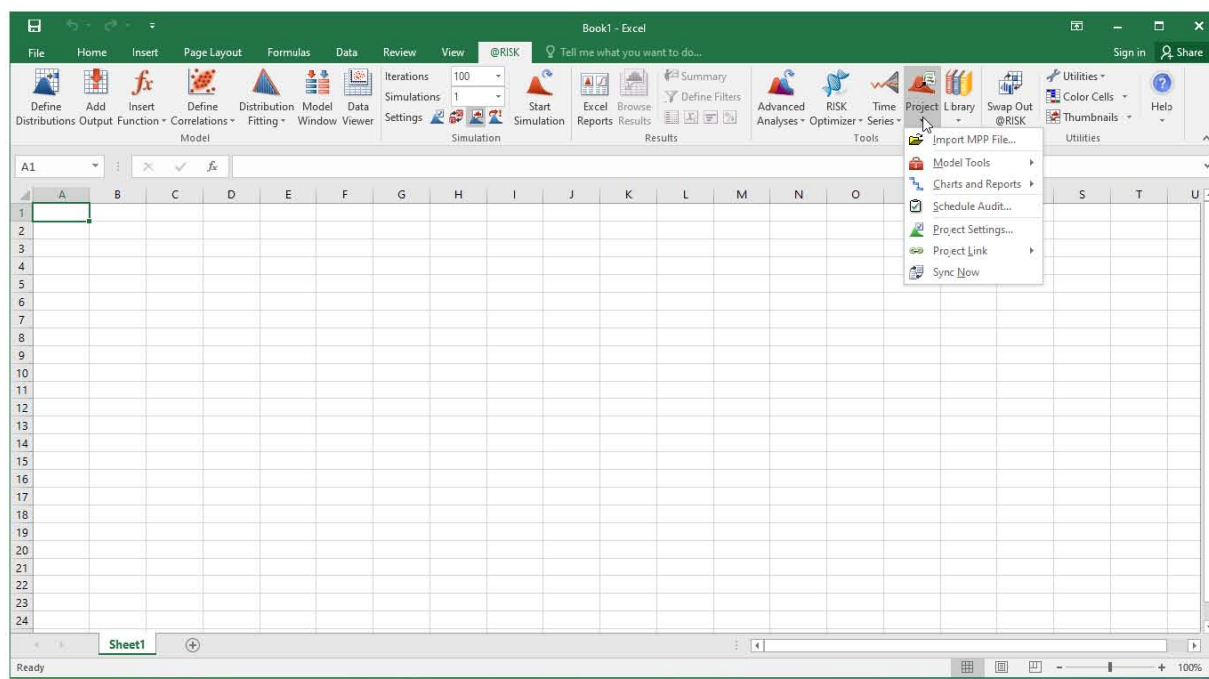 Book1 - Excel
File Home Insert Page Layout Formulas Data Review View @RISK Tell me what you want to do... Sign in Share
Define Distributions
Add Output
fx
Insert Function
Define Correlations
Distribution Fitting
Model Window
Data Viewer
Model
Iterations 100
Simulations 1
Settings
Start Simulation
Simulation
Excel Reports
Browse Results
Summary
Define Filters
Results
Advanced Analyses
RISK Optimizer
Time Series
Project
Library
Tools
Swap Out @RISK
Utilities
Color Cells
Thumbnails
Help
Utilities
Import MPP File...
Model Tools
Charts and Reports
Schedule Audit...
Project Settings...
Project Link
Sync Now
A1 fx
A B C D E F G H I J K L M N O S T U
1
2
3
4
5
6
7
8
9
10
11
12
13
14
15
16
17
18
19
20
21
22
23
24
Sheet1
Ready 100%